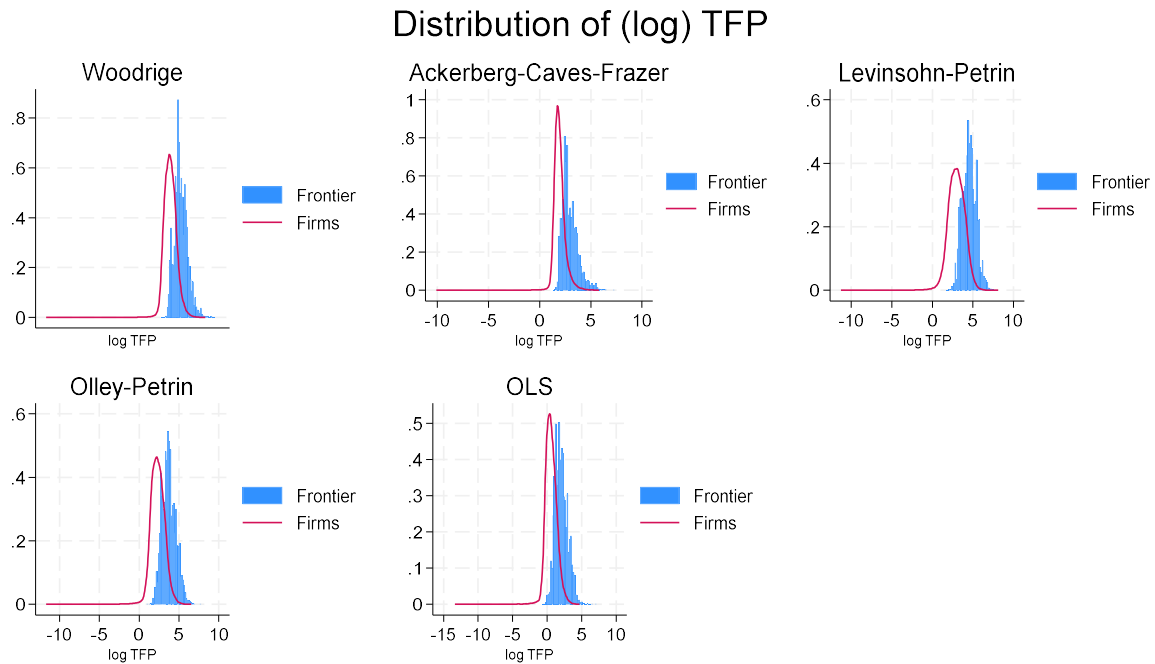 Distribution of (log) TFP
Woodrige
.8
.6
.4
.2
0
log TFP
Frontier
Firms
Ackerberg-Caves-Frazer
1
.8
.6
.4
.2
0
-10 -5 0 5 10
log TFP
Frontier
Firms
Levinsohn-Petrin
.6
.4
.2
0
-10 -5 0 5 10
log TFP
Frontier
Firms
Olley-Petrin
.6
.4
.2
0
-10 -5 0 5 10
log TFP
Frontier
Firms
OLS
.5
.4
.3
.2
.1
0
-15 -10 -5 0 5 10
log TFP
Frontier
Firms